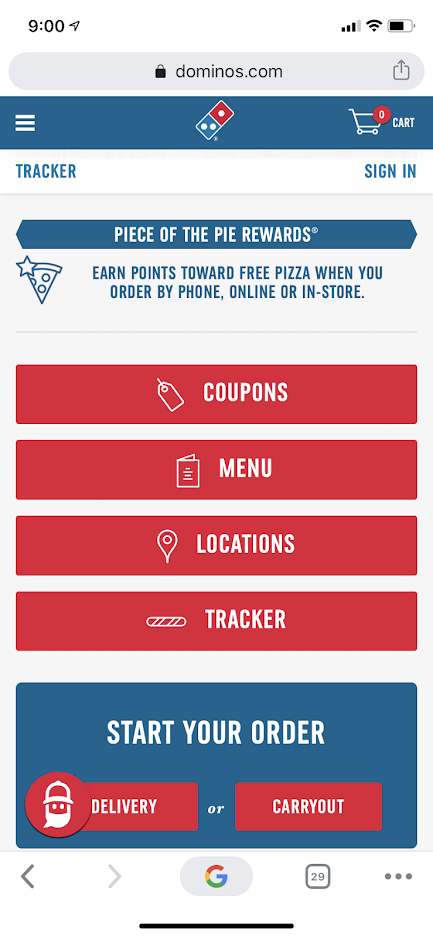 9:00
dominos.com
0
CART
TRACKER
SIGN IN
PIECE OF THE PIE REWARDS®
EARN POINTS TOWARD FREE PIZZA WHEN YOU
ORDER BY PHONE, ONLINE OR IN-STORE.
COUPONS
MENU
LOCATIONS
TRACKER
START YOUR ORDER
DELIVERY or CARRYOUT
G
29